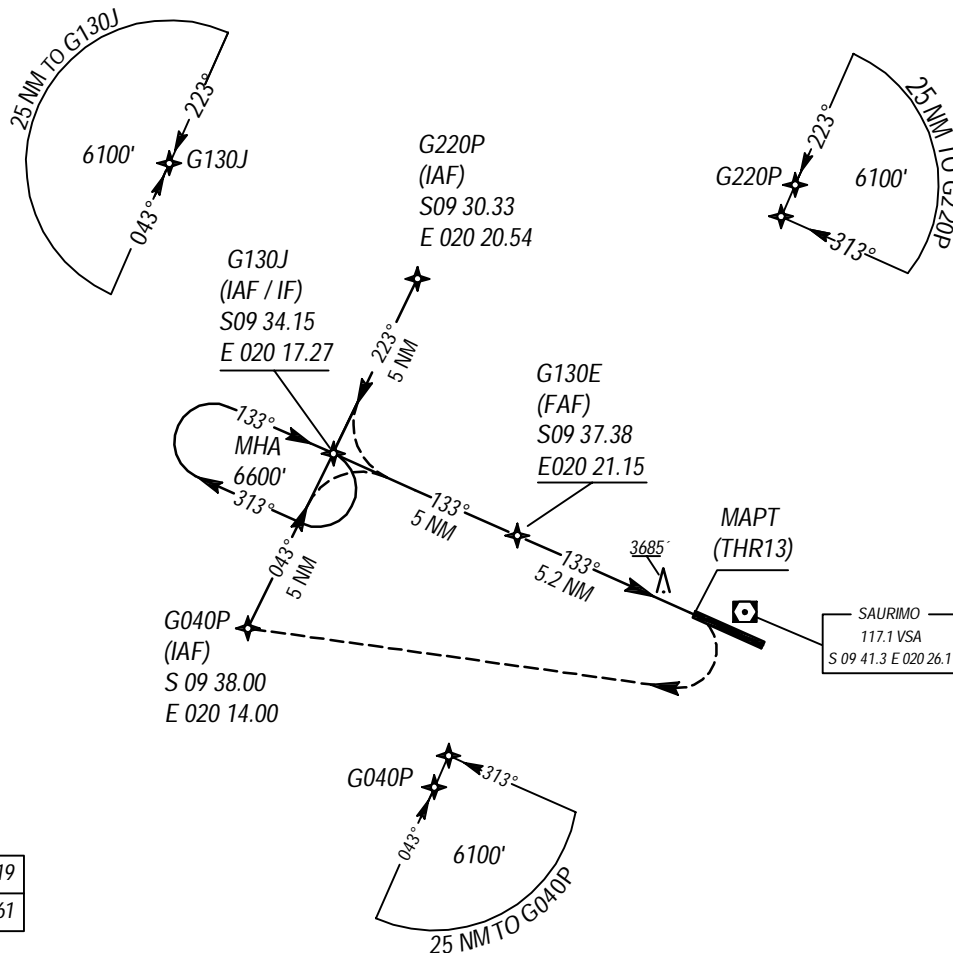 25 NM TO G130J
223°
6100'
G130J
043°
G220P
(IAF)
S09 30.33
E 020 20.54
25 NM TO G220P
223°
G220P
6100'
313°
G130J
(IAF / IF)
S09 34.15
E 020 17.27
223°
5 NM
G130E
(FAF)
S09 37.38
E020 21.15
133°
MHA
6600'
313°
133°
5 NM
043°
5 NM
133°
5.2 NM
3685´
MAPT
(THR13)
G040P
(IAF)
S 09 38.00
E 020 14.00
SAURIMO
117.1 VSA
S 09 41.3 E 020 26.1
G040P
313°
043°
6100'
25 NM TO G040P
19
61